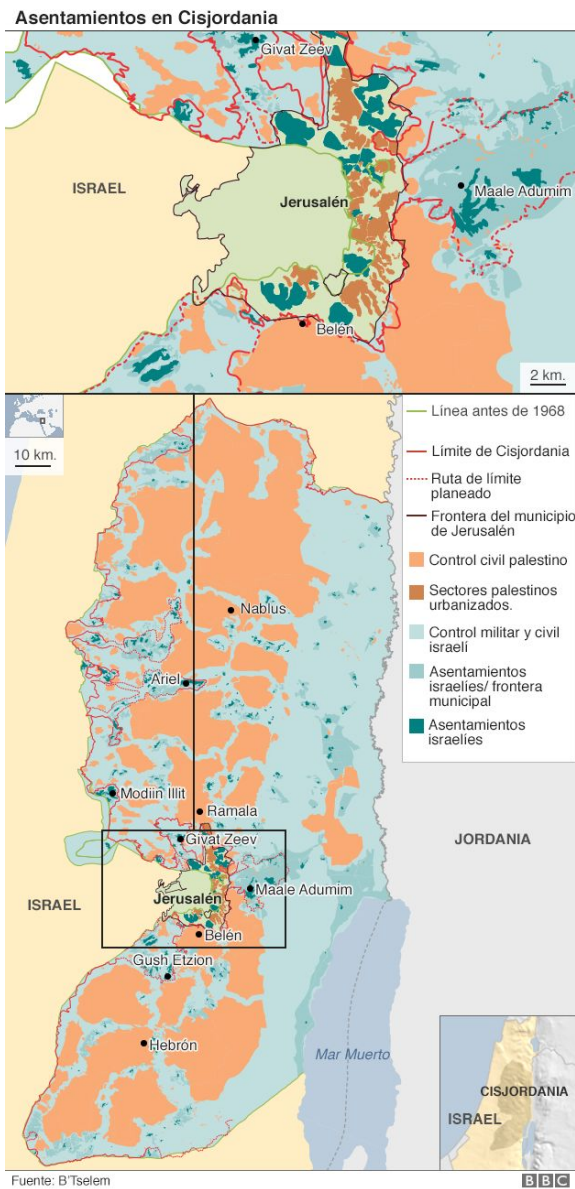 Asentamientos en Cisjordania
Givat Zeev
ISRAEL
Maale Adumim
Jerusalén
Belén
2 km.
10 km.
Línea antes de 1968
Límite de Cisjordania
Ruta de límite
planeado
Frontera del municipio
de Jerusalén
Control civil palestino
Sectores palestinos
urbanizados.
Control militar y civil
israelí
Asentamientos
israelíes/ frontera
municipal
Asentamientos
israelíes
Nablus
Ariel
Modiin Illit
Ramala
Givat Zeev
JORDANIA
Maale Adumim
ISRAEL
Jerusalén
Belén
Gush Etzion
Hebrón
Mar Muerto
CISJORDANIA
ISRAEL
Fuente: B'Tselem
BBC